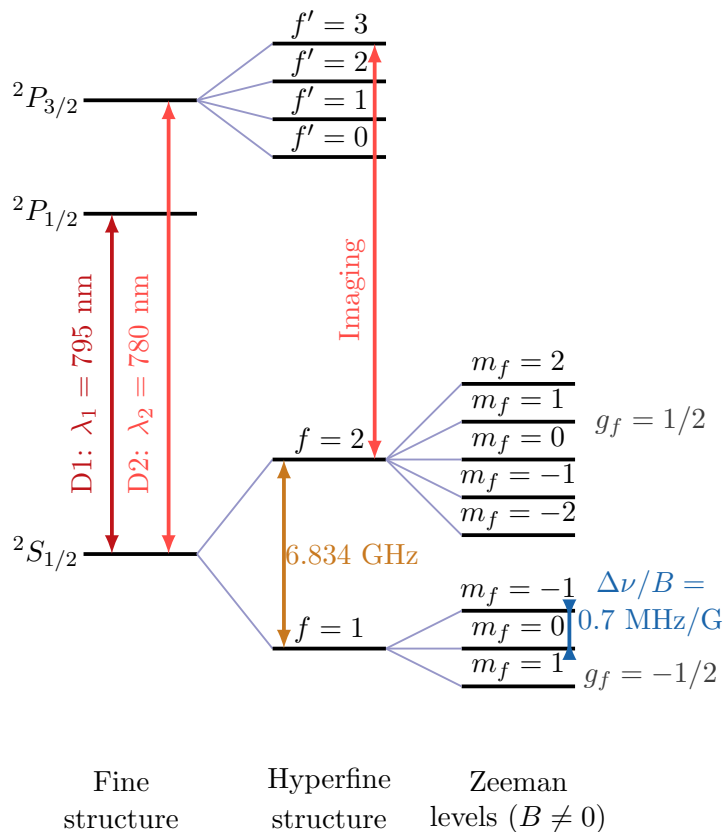 f′ = 3
f′ = 2
f′ = 1
f′ = 0
²P₃/₂
²P₁/₂
D1: λ₁ = 795 nm
D2: λ₂ = 780 nm
Imaging
²S₁/₂
f = 2
6.834 GHz
f = 1
m_f = 2
m_f = 1
m_f = 0
m_f = −1
m_f = −2
g_f = 1/2
m_f = −1
m_f = 0
m_f = 1
Δν/B =
0.7 MHz/G
g_f = −1/2
Fine
structure
Hyperfine
structure
Zeeman
levels (B ≠ 0)